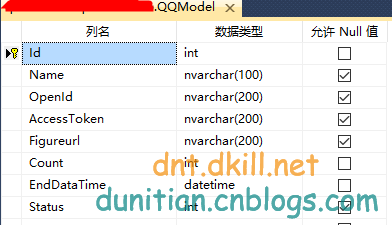 .QQModel ×
列名 数据类型 允许 Null 值
Id int
Name nvarchar(100)
OpenId nvarchar(200)
AccessToken nvarchar(200)
Figureurl nvarchar(200)
Count int
dnt.dkill.net
EndDataTime datetime
dunitian.cnblogs.com
Status int